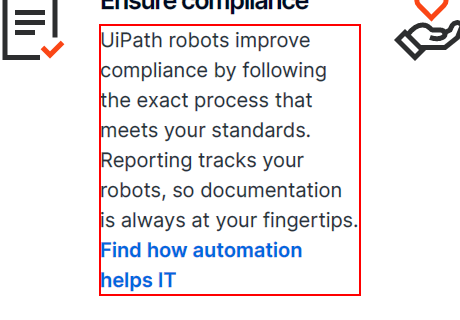 Ensure compliance
UiPath robots improve
compliance by following
the exact process that
meets your standards.
Reporting tracks your
robots, so documentation
is always at your fingertips.
Find how automation
helps IT